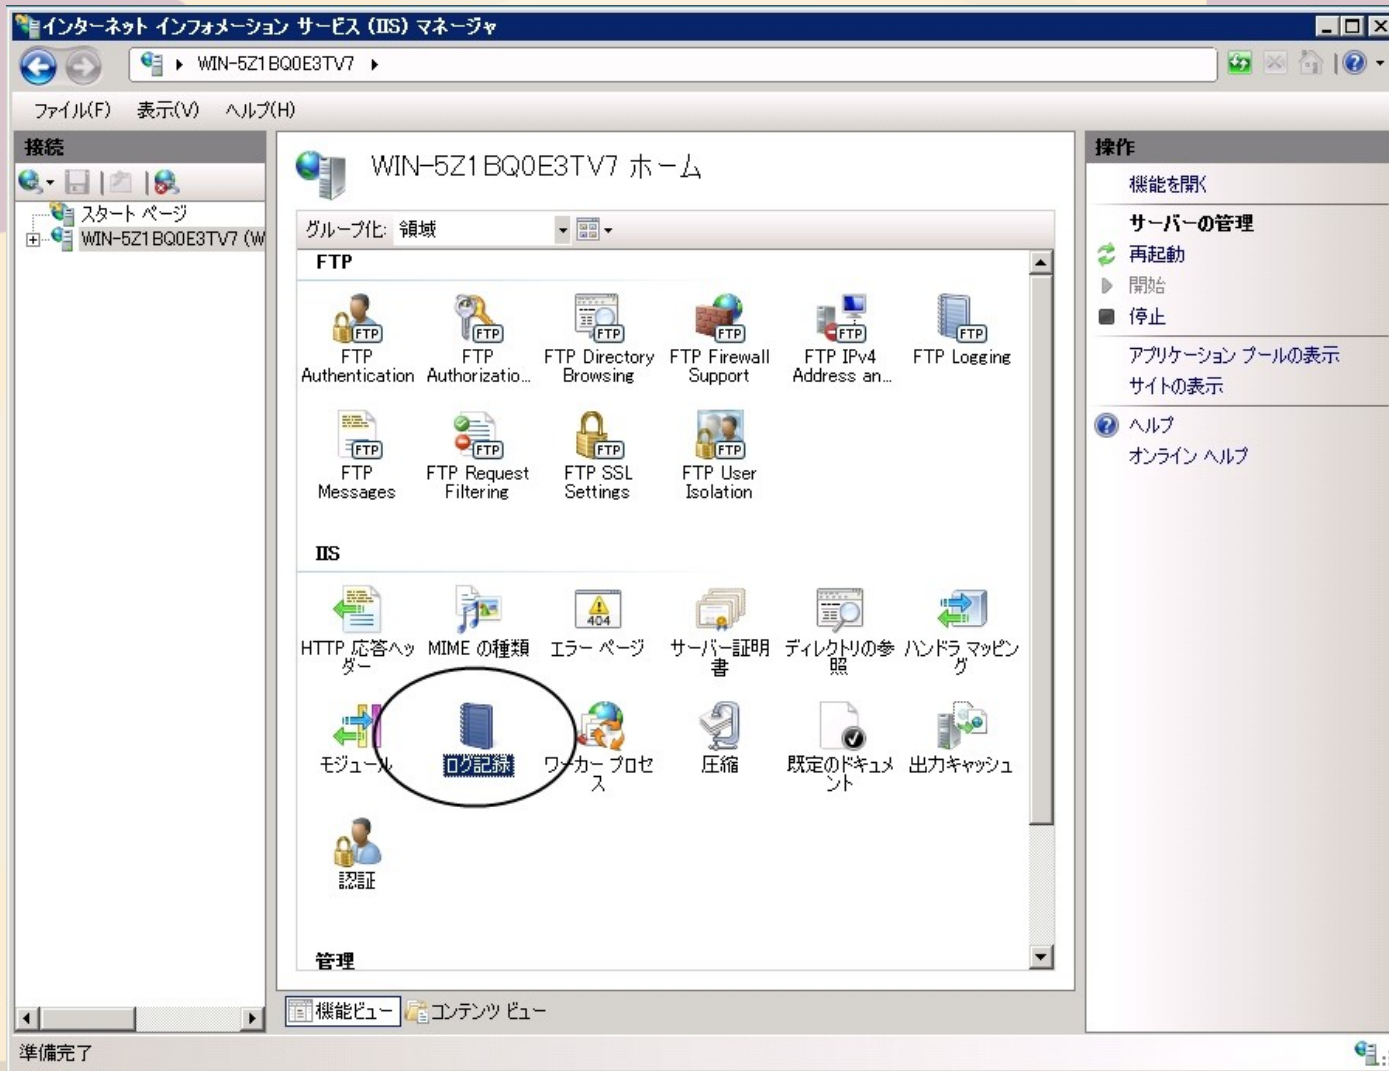 インターネット インフォメーション サービス (IIS) マネージャ
WIN-5Z1BQ0E3TV7
ファイル(F) 表示(V) ヘルプ(H)
接続
スタート ページ
WIN-5Z1BQ0E3TV7 (W
WIN-5Z1BQ0E3TV7 ホーム
グループ化: 領域
FTP
FTP
FTP
FTP
FTP
FTP
FTP
FTP
Authentication
FTP
Authorizatio...
FTP Directory
Browsing
FTP Firewall
Support
FTP IPv4
Address an...
FTP Logging
FTP
FTP
FTP
FTP
FTP
Messages
FTP Request
Filtering
FTP SSL
Settings
FTP User
Isolation
IIS
404
HTTP 応答ヘッ
ダー
MIME の種類
エラー ページ
サーバー証明
書
ディレクトリの参
照
ハンドラ マッピン
グ
モジュール
ログ記録
ワーカー プロセ
ス
圧縮
既定のドキュメ
ント
出力キャッシュ
認証
管理
機能ビュー
コンテンツ ビュー
操作
機能を開く
サーバーの管理
再起動
開始
停止
アプリケーション プールの表示
サイトの表示
ヘルプ
オンライン ヘルプ
準備完了